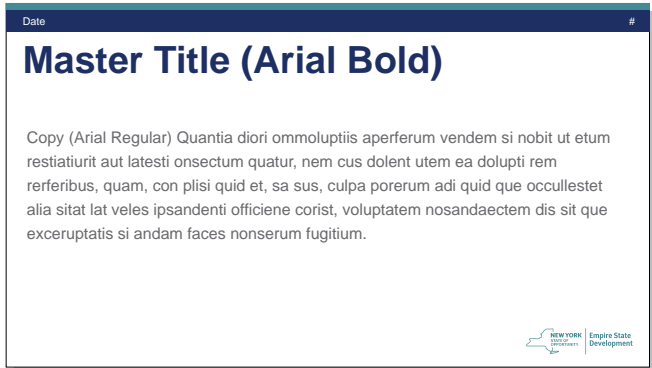 Date #
Master Title (Arial Bold)
Copy (Arial Regular) Quantia diori ommoluptiis aperferum vendem si nobit ut etum
restiatiurit aut latesti onsectum quatur, nem cus dolent utem ea dolupti rem
rerferibus, quam, con plisi quid et, sa sus, culpa porerum adi quid que occullestet
alia sitat lat veles ipsandenti officiene corist, voluptatem nosandaectem dis sit que
exceruptatis si andam faces nonserum fugitium.
NEW YORK
STATE OF
OPPORTUNITY.
Empire State
Development